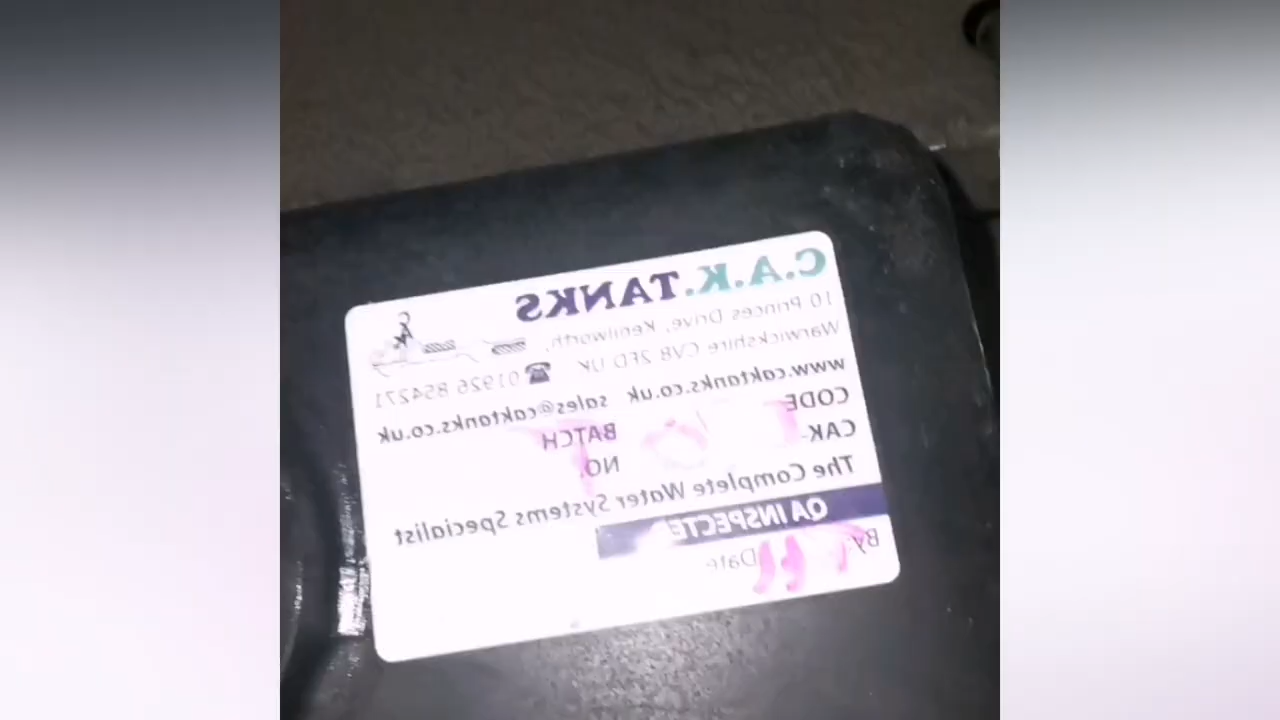 C.A.K.TANKS
10 Princes Drive, Kenilworth,
Warwickshire CV8 2FD UK ☎ 01926 854271
www.caktanks.co.uk sales@caktanks.co.uk
CODE
CAK- BATCH NO.
The Complete Water Systems Specialist
QA INSPECTED
By Date